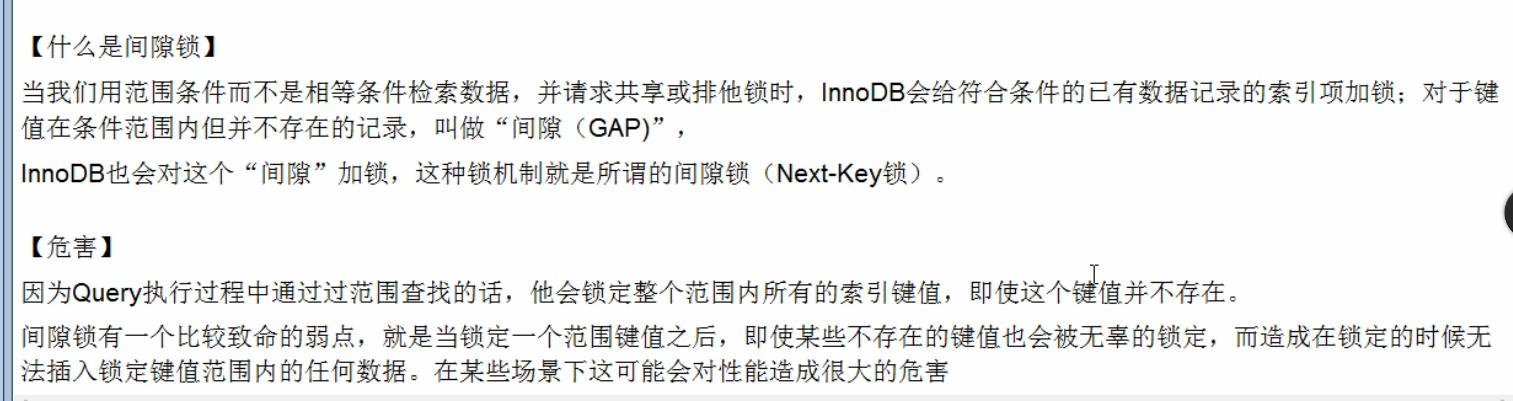 【什么是间隙锁】
当我们用范围条件而不是相等条件检索数据，并请求共享或排他锁时，InnoDB会给符合条件的已有数据记录的索引项加锁；对于键
值在条件范围内但并不存在的记录，叫做“间隙（GAP)”，
InnoDB也会对这个“间隙”加锁，这种锁机制就是所谓的间隙锁（Next-Key锁）。
【危害】
因为Query执行过程中通过过范围查找的话，他会锁定整个范围内所有的索引键值，即使这个键值并不存在。
间隙锁有一个比较致命的弱点，就是当锁定一个范围键值之后，即使某些不存在的键值也会被无辜的锁定，而造成在锁定的时候无
法插入锁定键值范围内的任何数据。在某些场景下这可能会对性能造成很大的危害